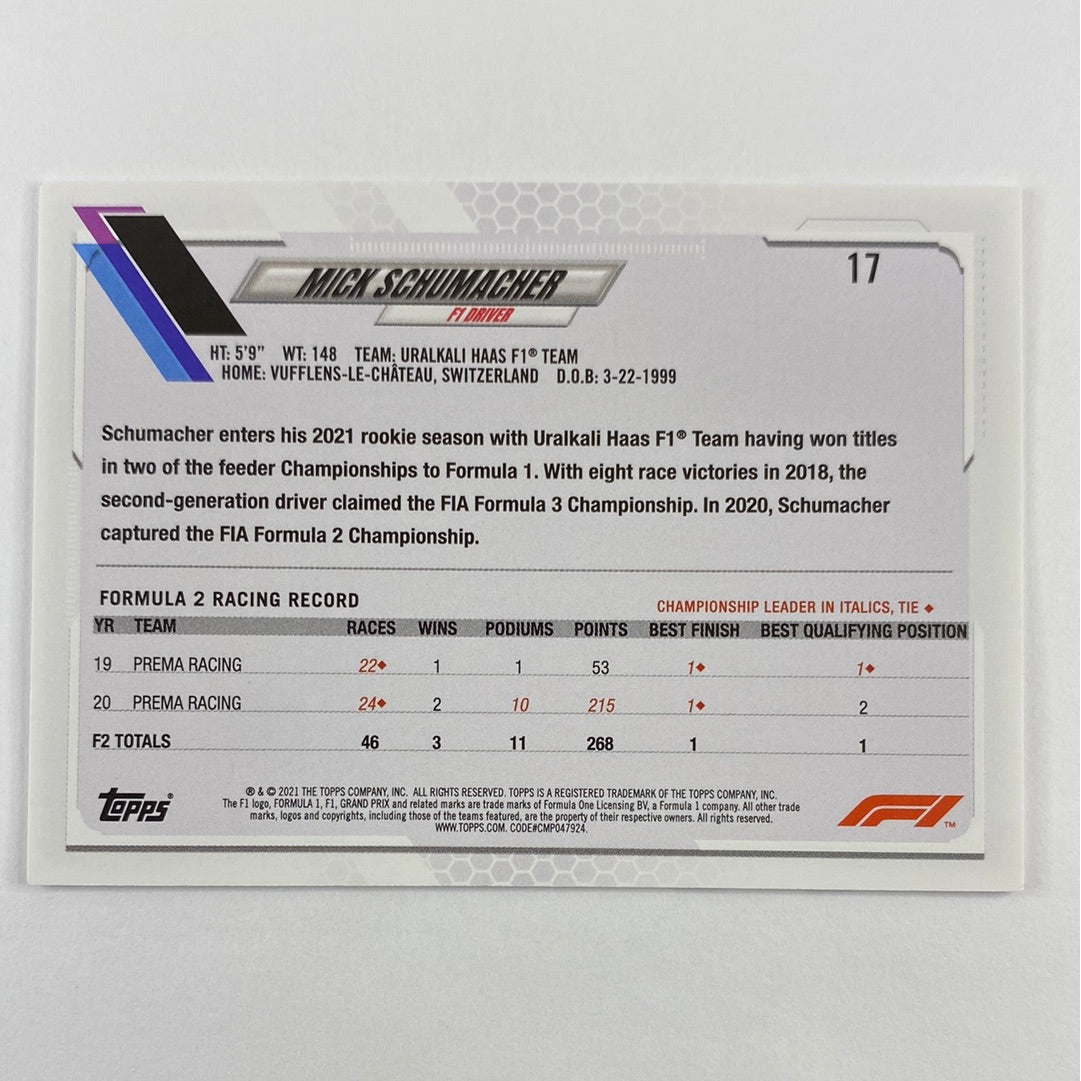 17
MICK SCHUMACHER
F1 DRIVER
HT: 5'9" WT: 148 TEAM: URALKALI HAAS F1® TEAM
HOME: VUFFLENS-LE-CHÂTEAU, SWITZERLAND D.O.B: 3-22-1999
Schumacher enters his 2021 rookie season with Uralkali Haas F1® Team having won titles
in two of the feeder Championships to Formula 1. With eight race victories in 2018, the
second-generation driver claimed the FIA Formula 3 Championship. In 2020, Schumacher
captured the FIA Formula 2 Championship.
FORMULA 2 RACING RECORD
CHAMPIONSHIP LEADER IN ITALICS, TIE ◆
YR TEAM RACES WINS PODIUMS POINTS BEST FINISH BEST QUALIFYING POSITION
19 PREMA RACING 22◆ 1 1 53 1◆ 1◆
20 PREMA RACING 24◆ 2 10 215 1◆ 2
F2 TOTALS 46 3 11 268 1 1
Topps®
® & © 2021 THE TOPPS COMPANY, INC. ALL RIGHTS RESERVED. TOPPS IS A REGISTERED TRADEMARK OF THE TOPPS COMPANY, INC.
The F1 logo, FORMULA 1, F1, GRAND PRIX and related marks are trade marks of Formula One Licensing BV, a Formula 1 company. All other trade
marks, logos and copyrights, including those of the teams featured, are the property of their respective owners. All rights reserved.
WWW.TOPPS.COM. CODE#CMP047924.
F1™